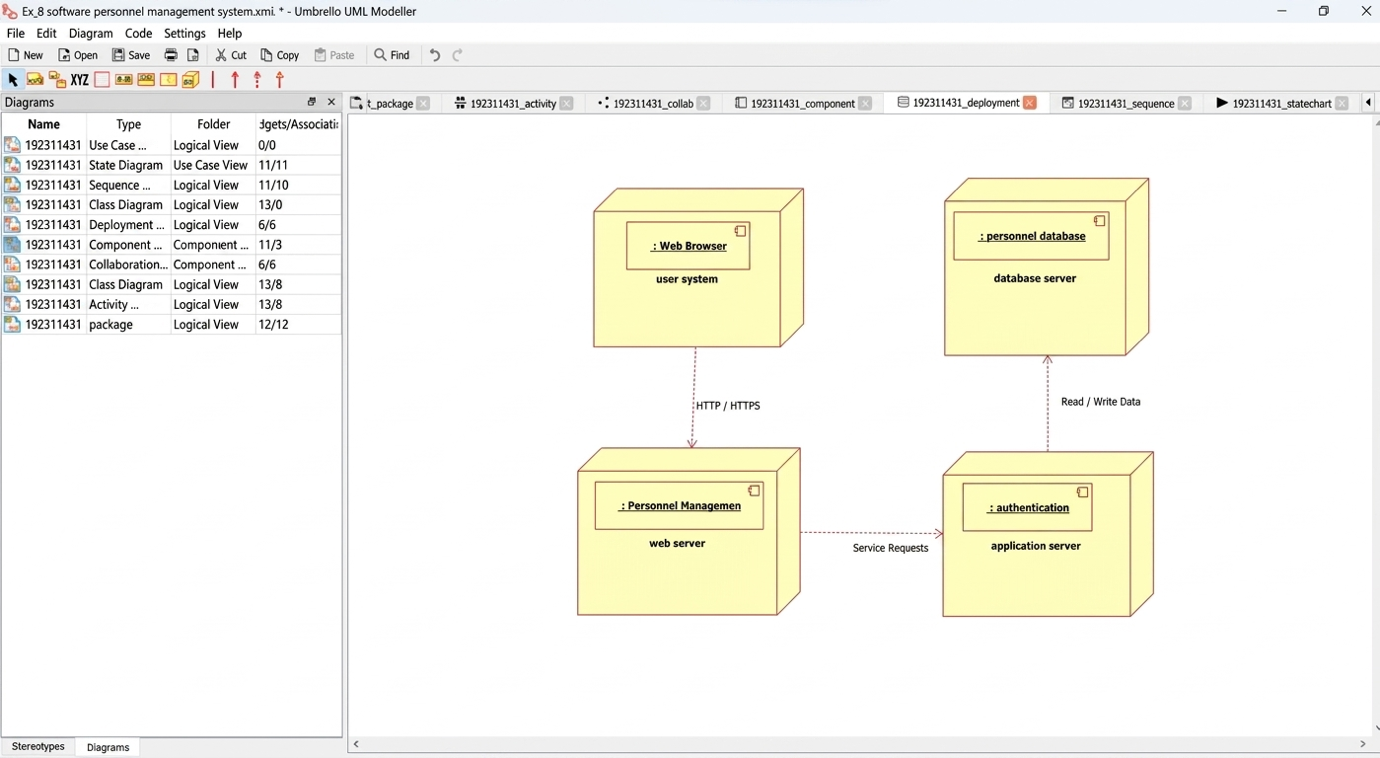 Ex_8 software personnel management system.xmi. * - Umbrello UML Modeller
File Edit Diagram Code Settings Help
New Open Save Cut Copy Paste Find
XYZ
Diagrams
t_package 192311431_activity 192311431_collab 192311431_component 192311431_deployment 192311431_sequence 192311431_statechart
Name Type Folder
192311431 Use Case ... Logical View 0/0
192311431 State Diagram Use Case View 11/11
192311431 Sequence ... Logical View 11/10
192311431 Class Diagram Logical View 13/0
192311431 Deployment ... Logical View 6/6
192311431 Component ... Component ... 11/3
192311431 Collaboration... Component ... 6/6
192311431 Class Diagram Logical View 13/8
192311431 Activity ... Logical View 13/8
192311431 package Logical View 12/12
: Web Browser
user system
: personnel database
database server
HTTP / HTTPS
Read / Write Data
: Personnel Managemen
web server
Service Requests
: authentication
application server
Stereotypes Diagrams